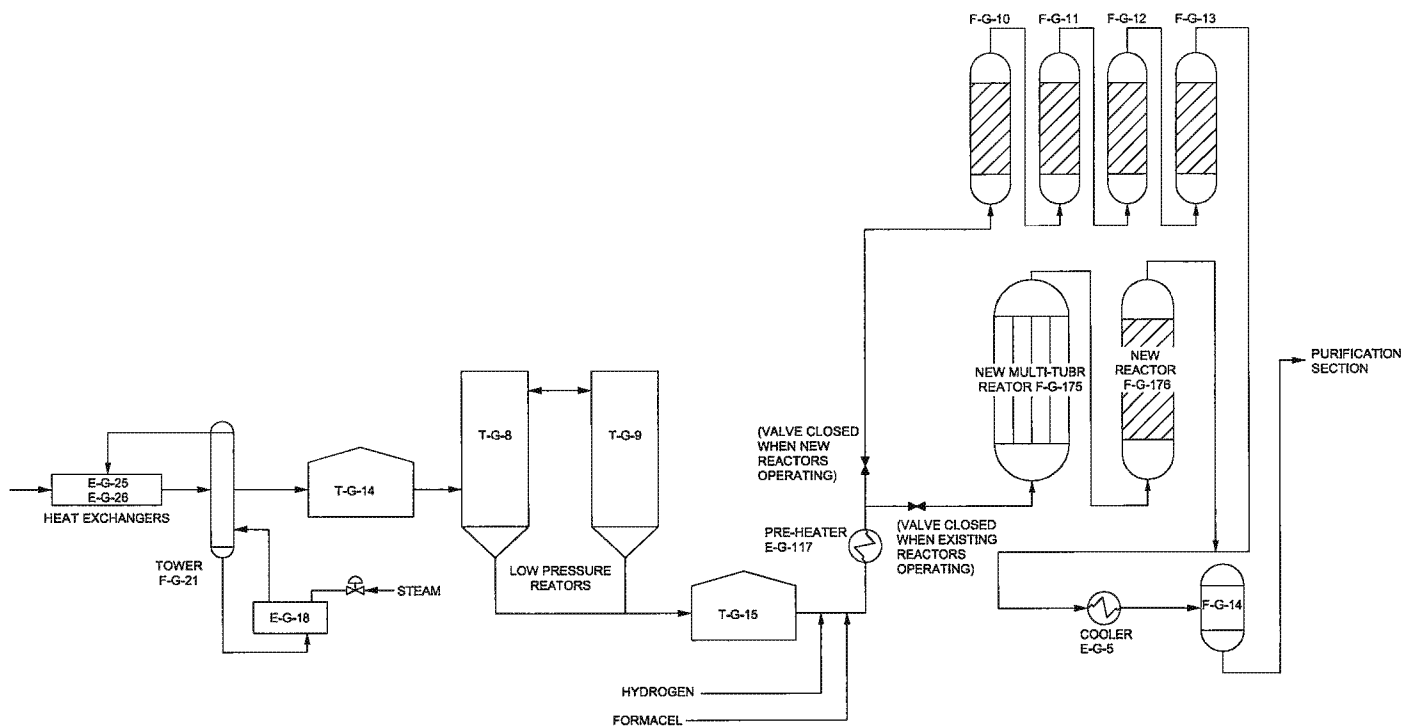 F-G-10
F-G-11
F-G-12
F-G-13
NEW MULTI-TUBR
REATOR F-G-175
NEW
REACTOR
F-G-176
PURIFICATION
SECTION
T-G-8
T-G-9
(VALVE CLOSED
WHEN NEW
REACTORS
OPERATING)
E-G-25
E-G-26
HEAT EXCHANGERS
T-G-14
PRE-HEATER
E-G-117
(VALVE CLOSED
WHEN EXISTING
REACTORS
OPERATING)
TOWER
F-G-21
LOW PRESSURE
REATORS
STEAM
E-G-18
T-G-15
F-G-14
COOLER
E-G-5
HYDROGEN
FORMACEL